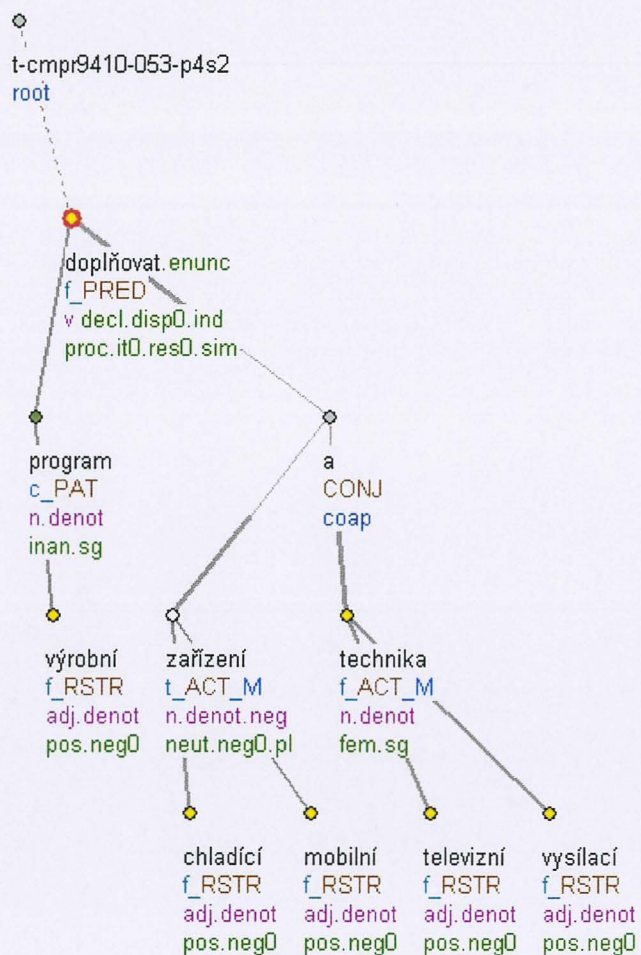 t-cmpr9410-053-p4s2
root
doplňovat.enunc
f_PRED
v decl.disp0.ind
proc.it0.res0.sim
program
c_PAT
n.denot
inan.sg
a
CONJ
coap
výrobní
f_RSTR
adj.denot
pos.neg0
zařízení
t_ACT_M
n.denot.neg
neut.neg0.pl
technika
f_ACT_M
n.denot
fem.sg
chladící
f_RSTR
adj.denot
pos.neg0
mobilní
f_RSTR
adj.denot
pos.neg0
televizní
f_RSTR
adj.denot
pos.neg0
vysílací
f_RSTR
adj.denot
pos.neg0